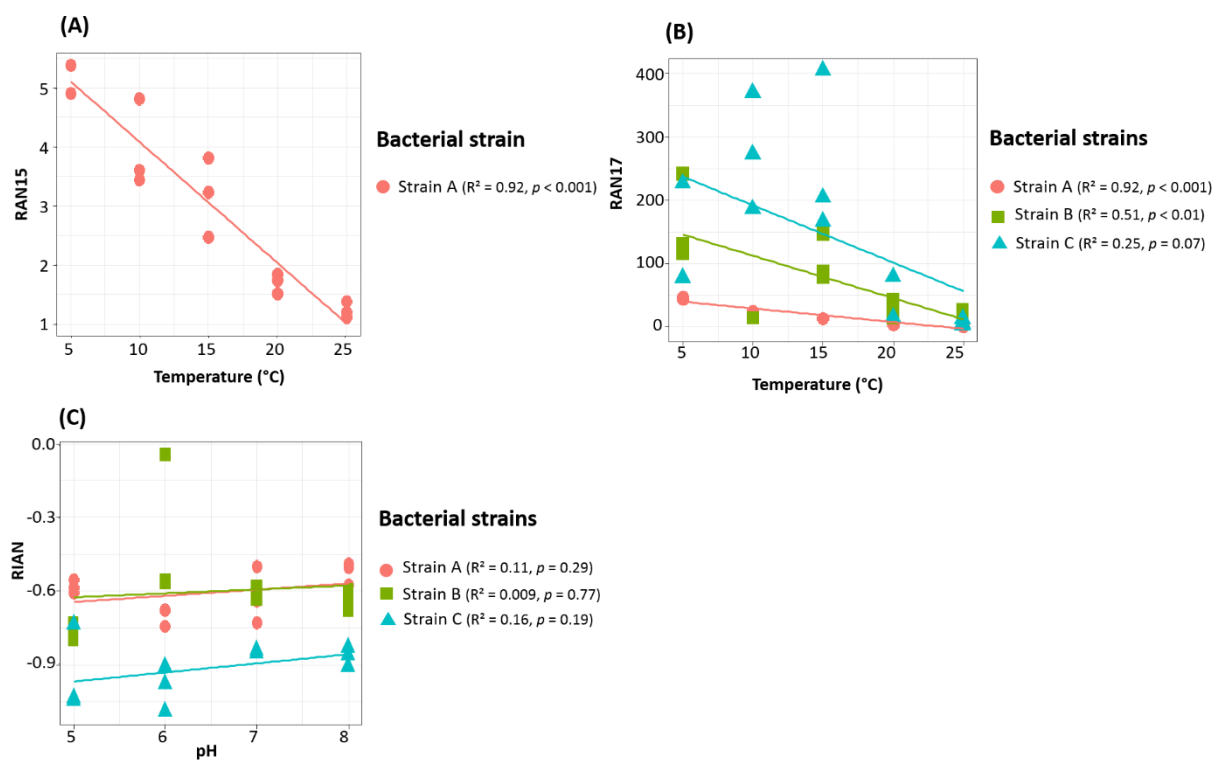 (A)
RAN15
5
4
3
2
1
5 10 15 20 25
Temperature (°C)
Bacterial strain
Strain A (R² = 0.92, p < 0.001)
(B)
RAN17
400
300
200
100
0
5 10 15 20 25
Temperature (°C)
Bacterial strains
Strain A (R² = 0.92, p < 0.001)
Strain B (R² = 0.51, p < 0.01)
Strain C (R² = 0.25, p = 0.07)
(C)
RIAN
0.0
-0.3
-0.6
-0.9
5 6 7 8
pH
Bacterial strains
Strain A (R² = 0.11, p = 0.29)
Strain B (R² = 0.009, p = 0.77)
Strain C (R² = 0.16, p = 0.19)